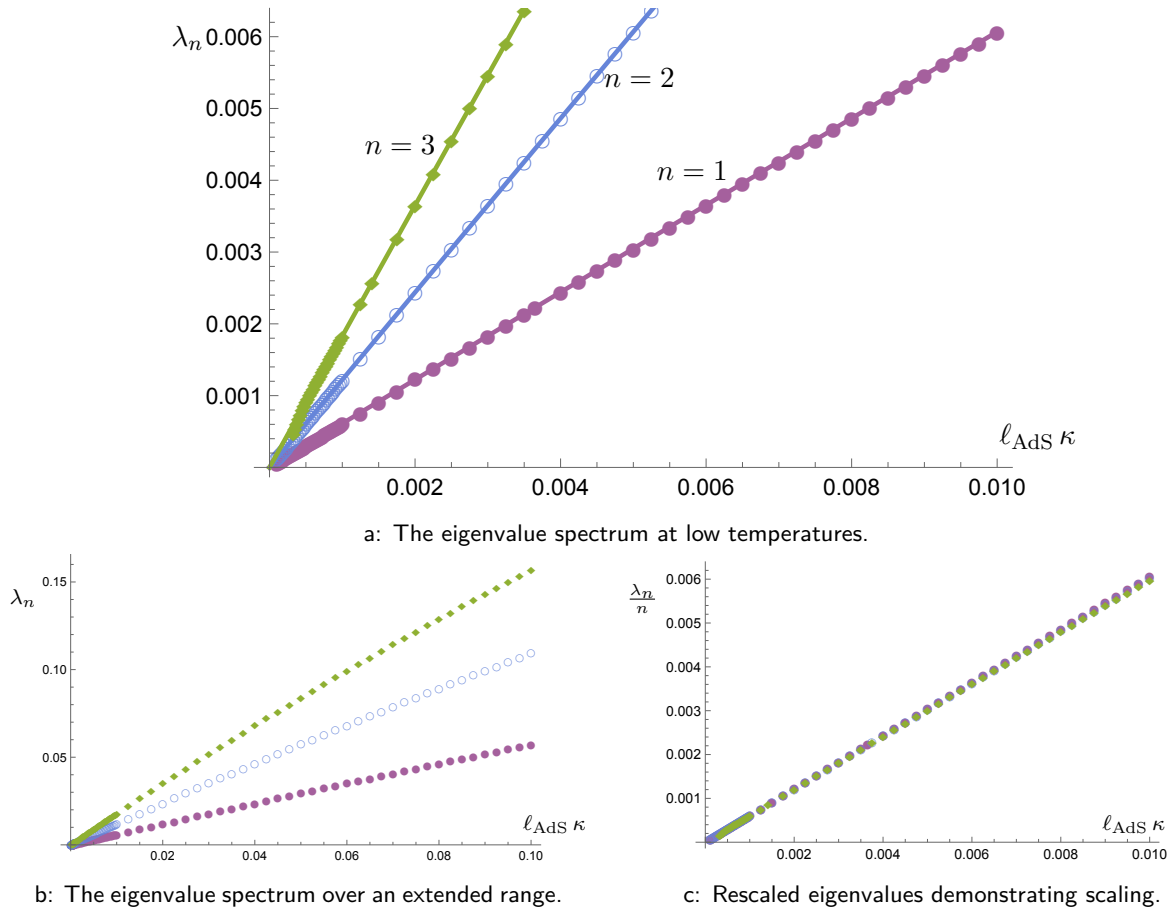 λₙ
0.006
0.005
0.004
0.003
0.002
0.001
n = 3
n = 2
n = 1
ℓ_AdS κ
0.002 0.004 0.006 0.008 0.010
a: The eigenvalue spectrum at low temperatures.
λₙ
0.15
0.10
0.05
ℓ_AdS κ
0.02 0.04 0.06 0.08 0.10
b: The eigenvalue spectrum over an extended range.
λₙ
n
0.006
0.005
0.004
0.003
0.002
0.001
ℓ_AdS κ
0.002 0.004 0.006 0.008 0.010
c: Rescaled eigenvalues demonstrating scaling.